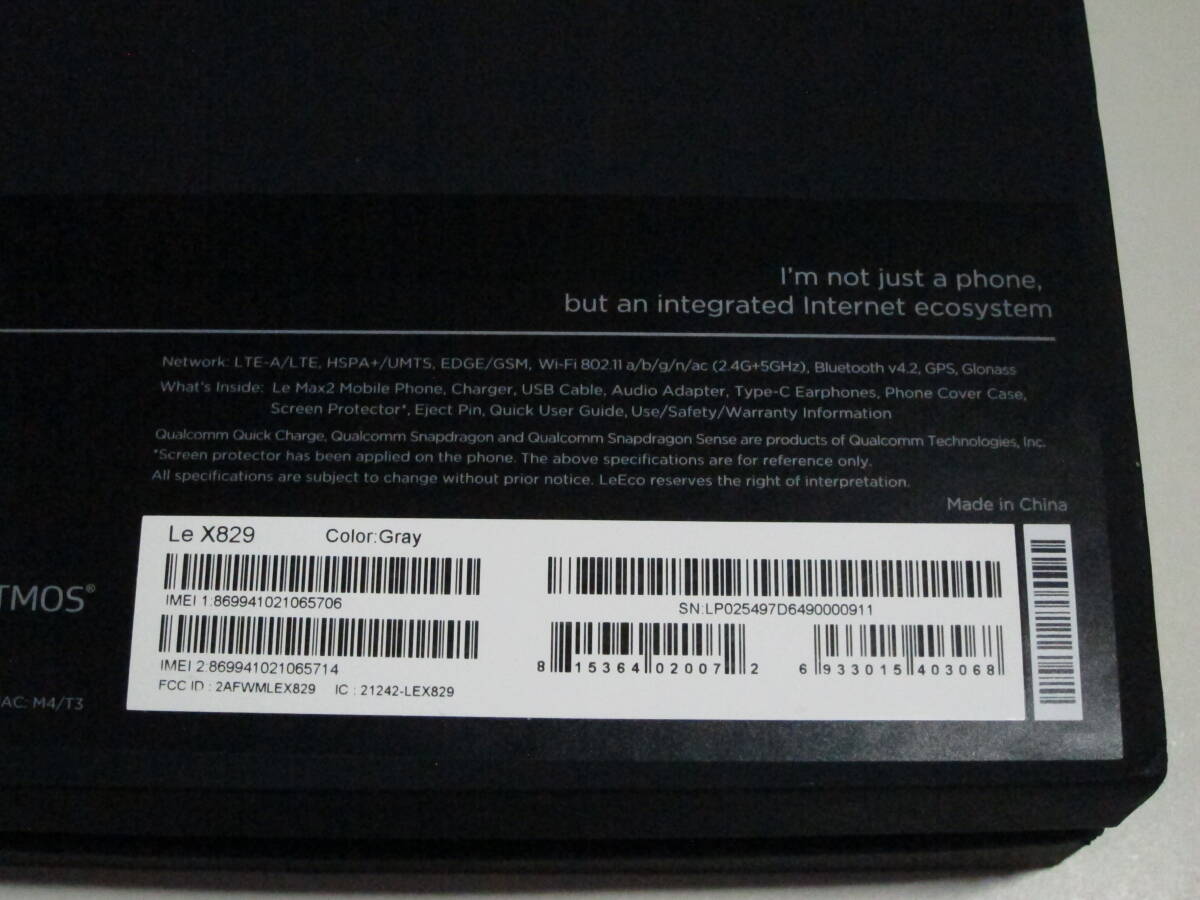 I'm not just a phone,
but an integrated Internet ecosystem
Network: LTE-A/LTE, HSPA+/UMTS, EDGE/GSM, Wi-Fi 802.11 a/b/g/n/ac (2.4G+5GHz), Bluetooth v4.2, GPS, Glonass
What's Inside: Le Max2 Mobile Phone, Charger, USB Cable, Audio Adapter, Type-C Earphones, Phone Cover Case,
Screen Protector*, Eject Pin, Quick User Guide, Use/Safety/Warranty Information
Qualcomm Quick Charge, Qualcomm Snapdragon and Qualcomm Snapdragon Sense are products of Qualcomm Technologies, Inc.
*Screen protector has been applied on the phone. The above specifications are for reference only.
All specifications are subject to change without prior notice. LeEco reserves the right of interpretation.
Made in China
Le X829 Color:Gray
IMEI 1:869941021065706
SN:LP025497D6490000911
IMEI 2:869941021065714
8 15364 02007 2
6 933015 403068
FCC ID : 2AFWMLEX829 IC : 21242-LEX829
TMOS®
AC: M4/T3